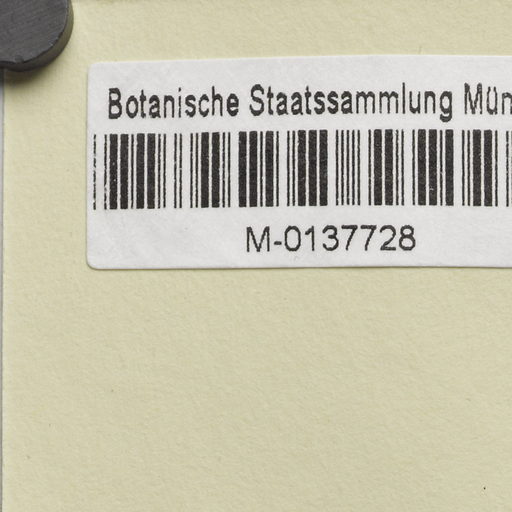 Botanische Staatssammlung Mün
M-0137728